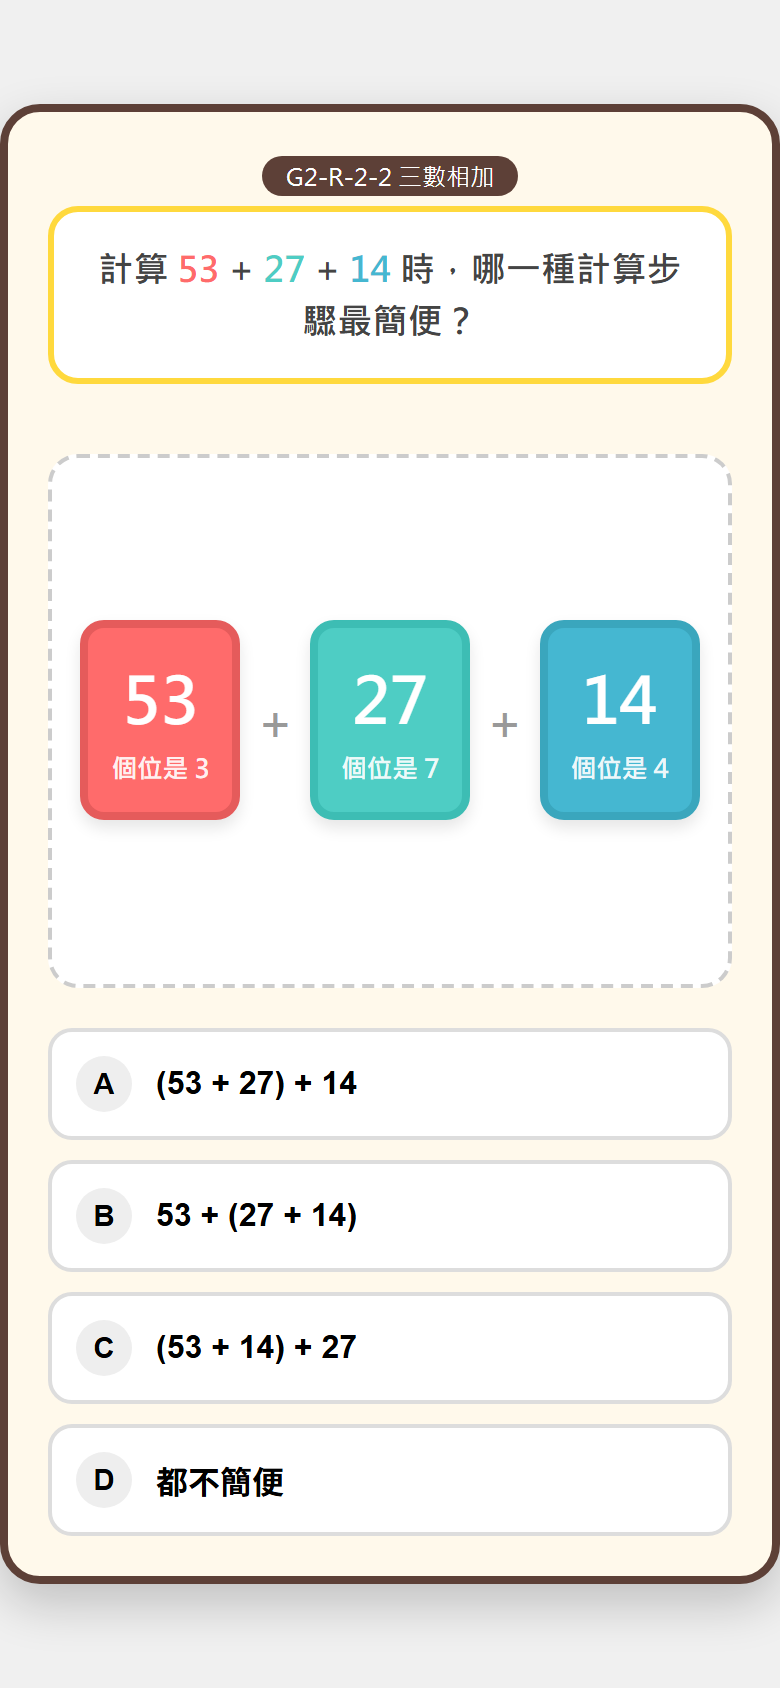 G2-R-2-2 三數相加
計算 53 + 27 + 14 時，哪一種計算步
驟最簡便？
53 + 27 + 14
個位是 3 個位是 7 個位是 4
A (53 + 27) + 14
B 53 + (27 + 14)
C (53 + 14) + 27
D 都不簡便